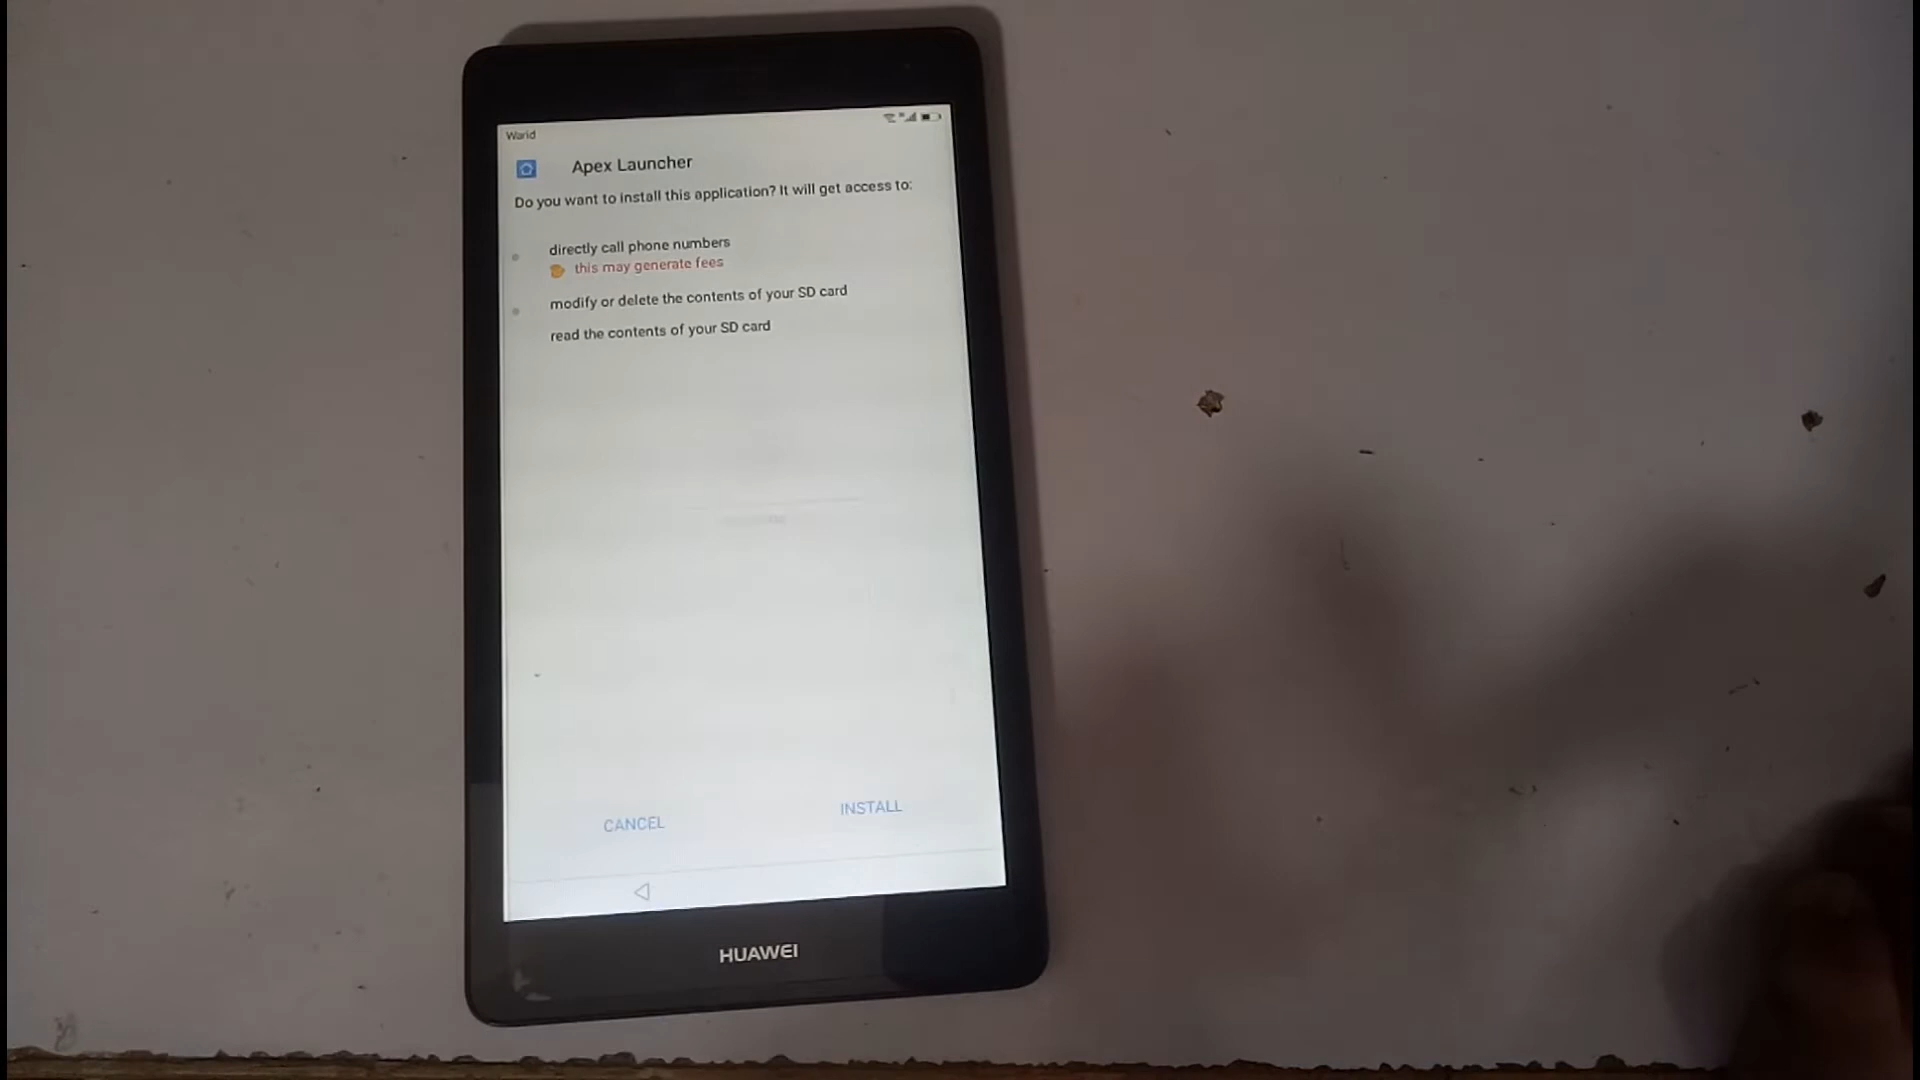 Warid
Apex Launcher
Do you want to install this application? It will get access to:
directly call phone numbers
this may generate fees
modify or delete the contents of your SD card
read the contents of your SD card
CANCEL
INSTALL
HUAWEI